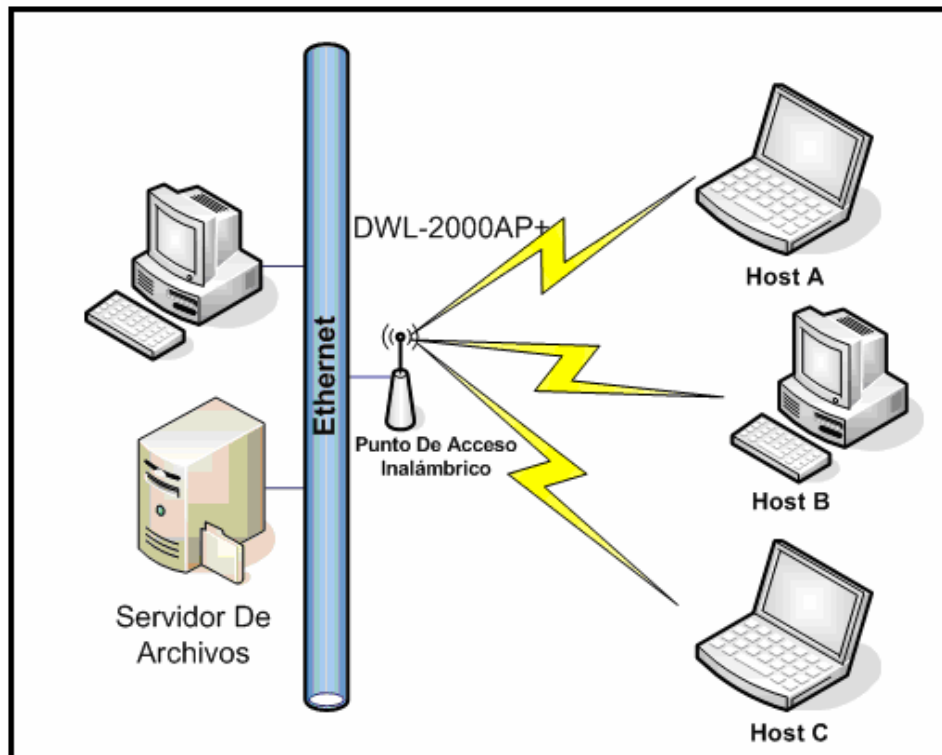 DWL-2000AP+
Ethernet
Punto De Acceso
Inalámbrico
Servidor De
Archivos
Host A
Host B
Host C